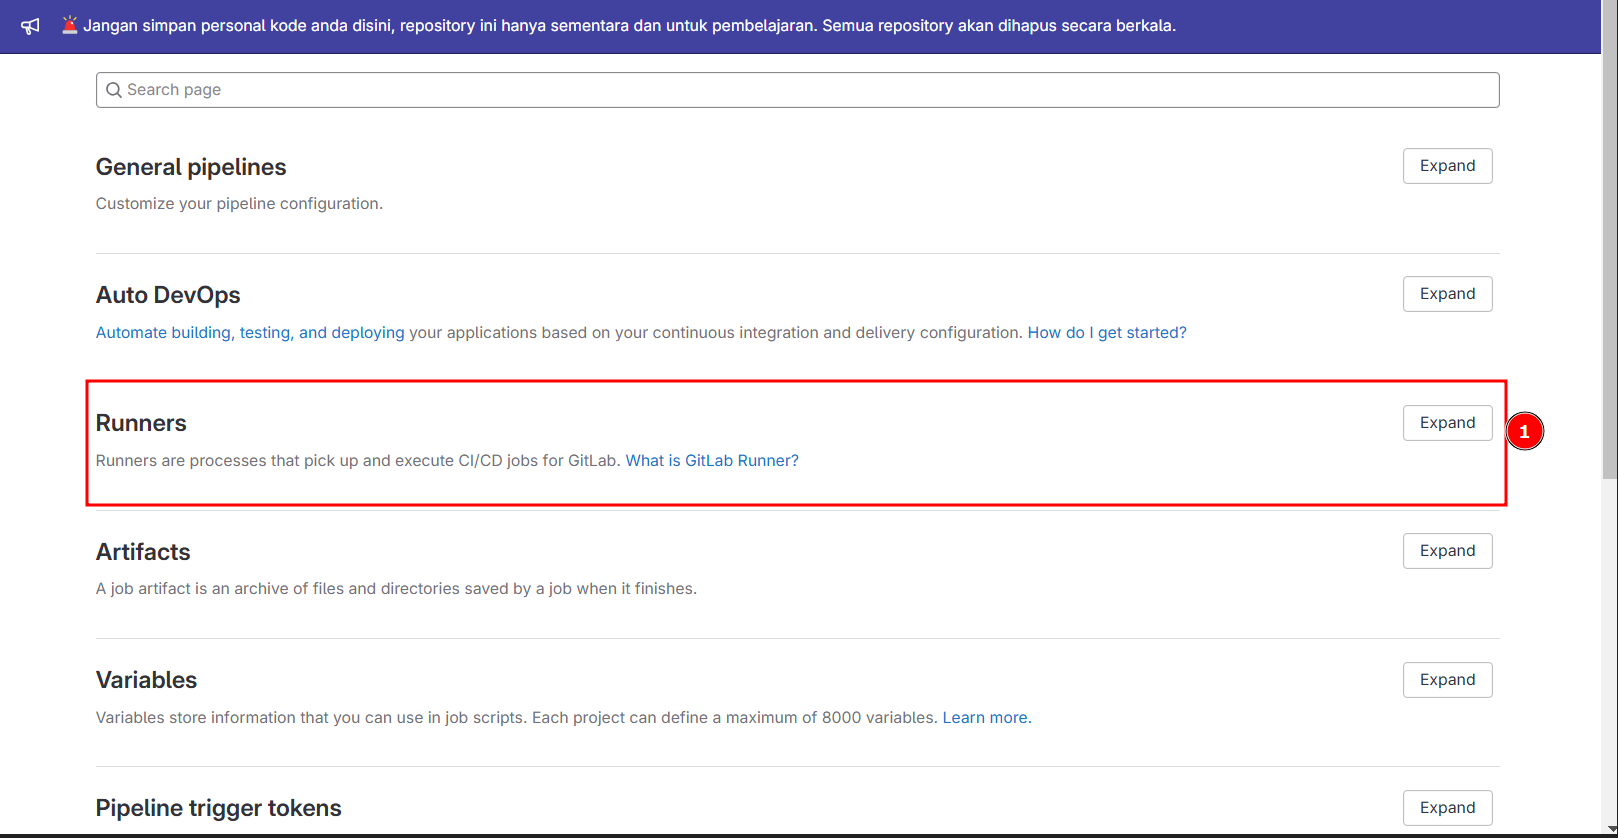 🚨 Jangan simpan personal kode anda disini, repository ini hanya sementara dan untuk pembelajaran. Semua repository akan dihapus secara berkala.
Search page
General pipelines
Expand
Customize your pipeline configuration.
Auto DevOps
Expand
Automate building, testing, and deploying your applications based on your continuous integration and delivery configuration. How do I get started?
Runners
Expand
1
Runners are processes that pick up and execute CI/CD jobs for GitLab. What is GitLab Runner?
Artifacts
Expand
A job artifact is an archive of files and directories saved by a job when it finishes.
Variables
Expand
Variables store information that you can use in job scripts. Each project can define a maximum of 8000 variables. Learn more.
Pipeline trigger tokens
Expand